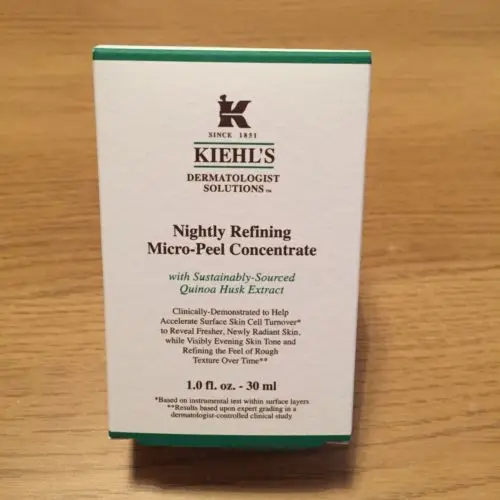 K
SINCE 1851
KIEHL'S
DERMATOLOGIST
SOLUTIONS™
Nightly Refining
Micro-Peel Concentrate
with Sustainably-Sourced
Quinoa Husk Extract
Clinically-Demonstrated to Help
Accelerate Surface Skin Cell Turnover*
to Reveal Fresher, Newly Radiant Skin,
while Visibly Evening Skin Tone and
Refining the Feel of Rough
Texture Over Time**
1.0 fl. oz. - 30 ml
*Based on instrumental test within surface layers
**Results based upon expert grading in a
dermatologist-controlled clinical study